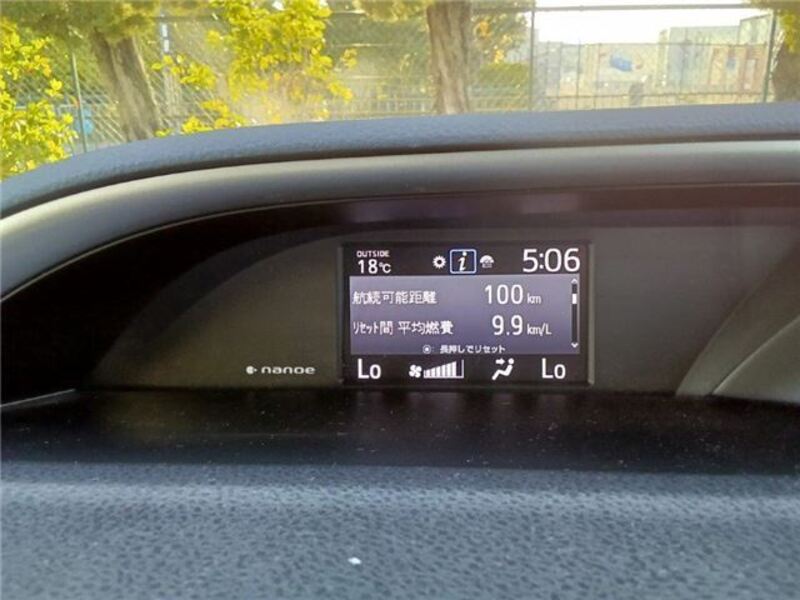 OUTSIDE
18℃ i 5:06
航続可能距離 100 km
リセット間 平均燃費 9.9 km/L
⦿: 長押しでリセット
Lo Lo
nanoe